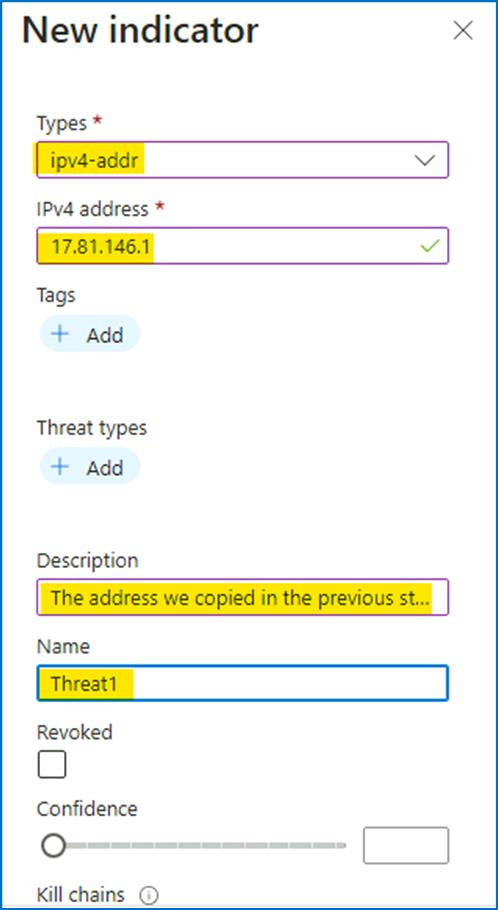 New indicator
Types *
ipv4-addr
IPv4 address *
17.81.146.1
Tags
+ Add
Threat types
+ Add
Description
The address we copied in the previous st...
Name
Threat1
Revoked
Confidence
Kill chains